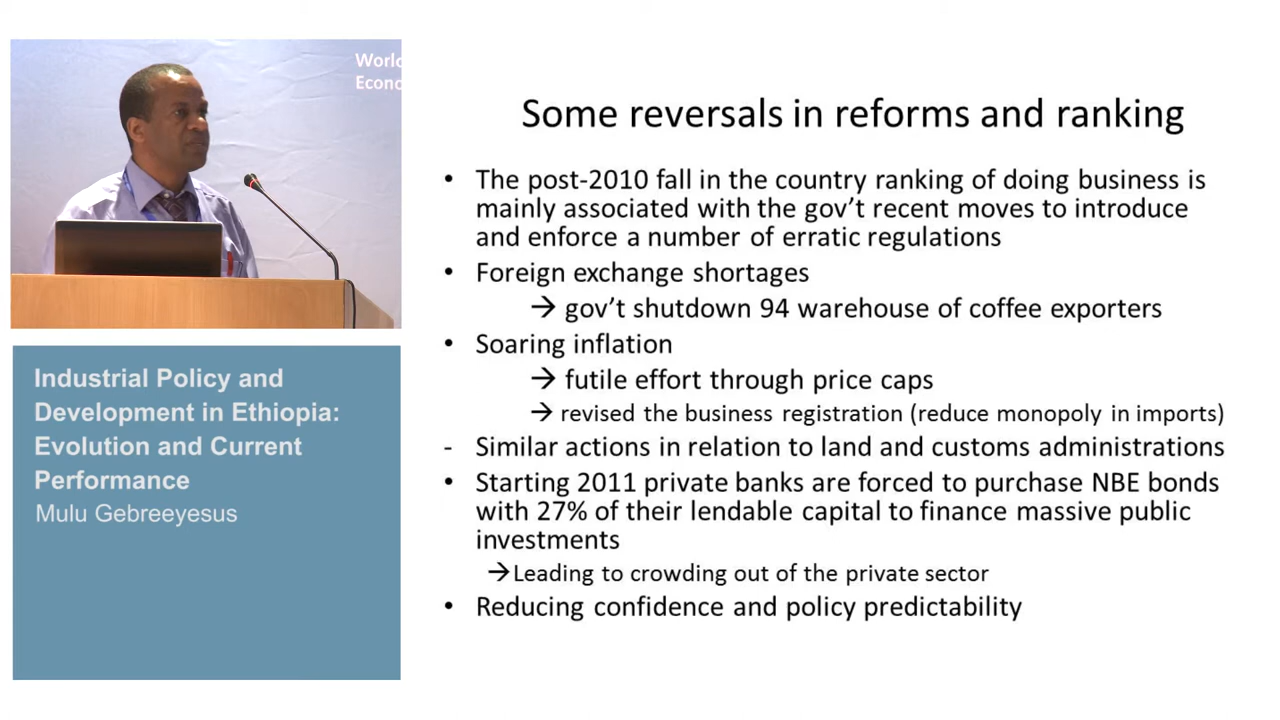 World
Econo
Some reversals in reforms and ranking
• The post-2010 fall in the country ranking of doing business is
mainly associated with the gov't recent moves to introduce
and enforce a number of erratic regulations
• Foreign exchange shortages
→ gov't shutdown 94 warehouse of coffee exporters
• Soaring inflation
→ futile effort through price caps
→ revised the business registration (reduce monopoly in imports)
- Similar actions in relation to land and customs administrations
• Starting 2011 private banks are forced to purchase NBE bonds
with 27% of their lendable capital to finance massive public
investments
→Leading to crowding out of the private sector
• Reducing confidence and policy predictability
Industrial Policy and
Development in Ethiopia:
Evolution and Current
Performance
Mulu Gebreeyesus